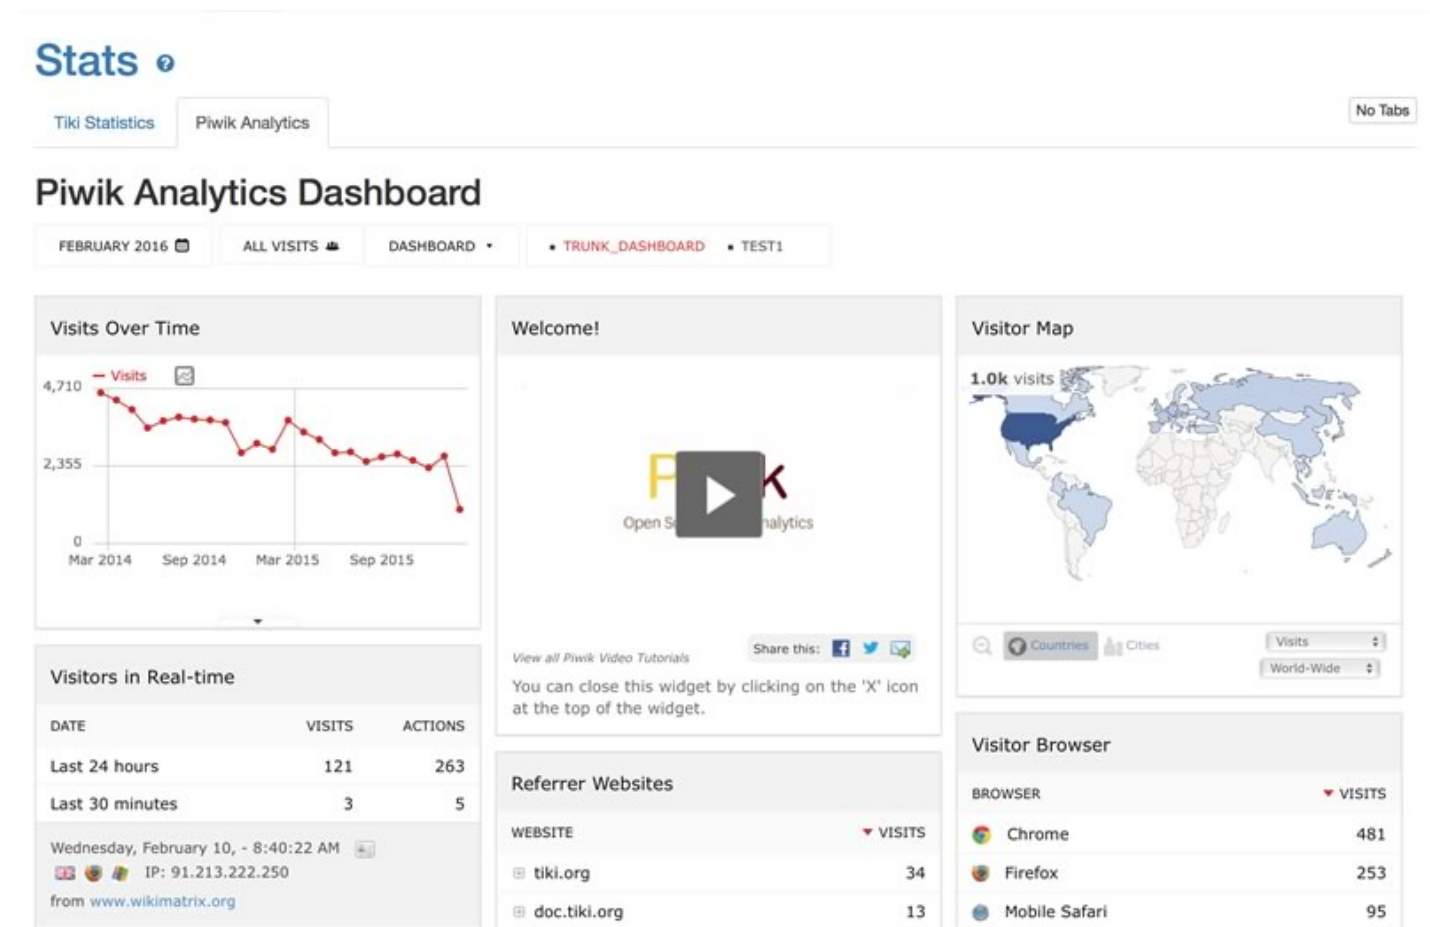 Stats ?
Tiki Statistics
Piwik Analytics
No Tabs
Piwik Analytics Dashboard
FEBRUARY 2016
ALL VISITS
DASHBOARD
TRUNK_DASHBOARD
TEST1
Visits Over Time
Visits
4,710
2,355
0
Mar 2014 Sep 2014 Mar 2015 Sep 2015
Visitors in Real-time
DATE VISITS ACTIONS
Last 24 hours 121 263
Last 30 minutes 3 5
Wednesday, February 10, - 8:40:22 AM
IP: 91.213.222.250
from www.wikimatrix.org
Welcome!
P k
Open S nalytics
View all Piwik Video Tutorials
Share this:
You can close this widget by clicking on the 'X' icon
at the top of the widget.
Referrer Websites
WEBSITE VISITS
tiki.org 34
doc.tiki.org 13
Visitor Map
1.0k visits
Countries
Cities
Visits
World-Wide
Visitor Browser
BROWSER VISITS
Chrome 481
Firefox 253
Mobile Safari 95